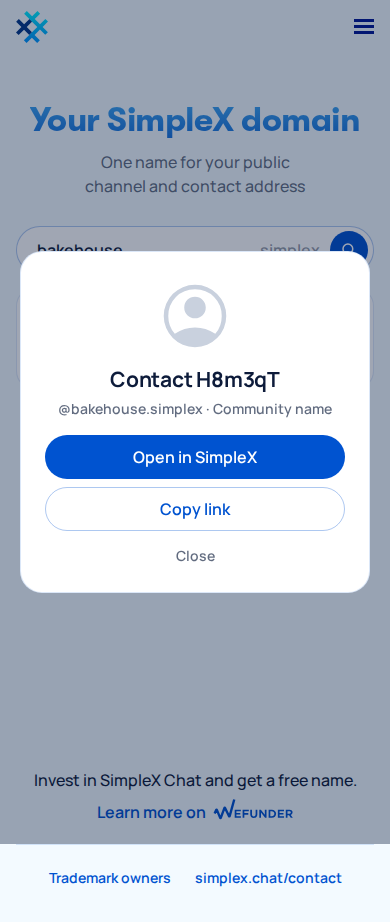 Your SimpleX domain
One name for your public
channel and contact address
bakehouse simplex
Contact H8m3qT
@bakehouse.simplex · Community name
Open in SimpleX
Copy link
Close
Invest in SimpleX Chat and get a free name.
Learn more on WEFUNDER
Trademark owners simplex.chat/contact